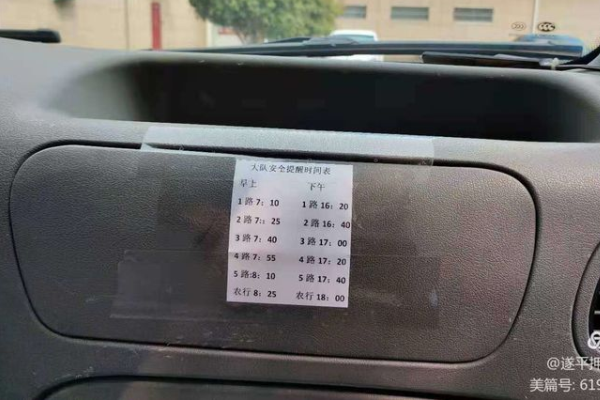 大队安全提醒时间表
早上 下午
1路7：10 1路16：20
2路7：25 2路16：40
3路7：40 3路17：00
4路7：55 4路17：20
5路:8：10 5路17：40
农行8：25 农行18：00
@遂平押
美篇号: 619